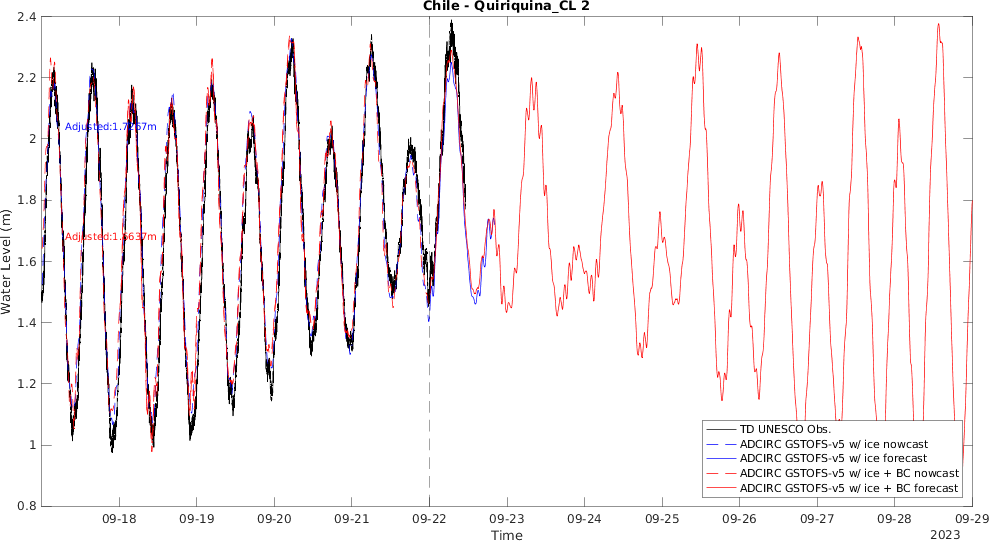 Chile - Quiriquina_CL 2
Water Level (m)
2.4
2.2
2
1.8
1.6
1.4
1.2
1
0.8
Adjusted:1.7267m
Adjusted:1.6637m
TD UNESCO Obs.
ADCIRC GSTOFS-v5 w/ ice nowcast
ADCIRC GSTOFS-v5 w/ ice forecast
ADCIRC GSTOFS-v5 w/ ice + BC nowcast
ADCIRC GSTOFS-v5 w/ ice + BC forecast
09-18 09-19 09-20 09-21 09-22 09-23 09-24 09-25 09-26 09-27 09-28 09-29
Time
2023